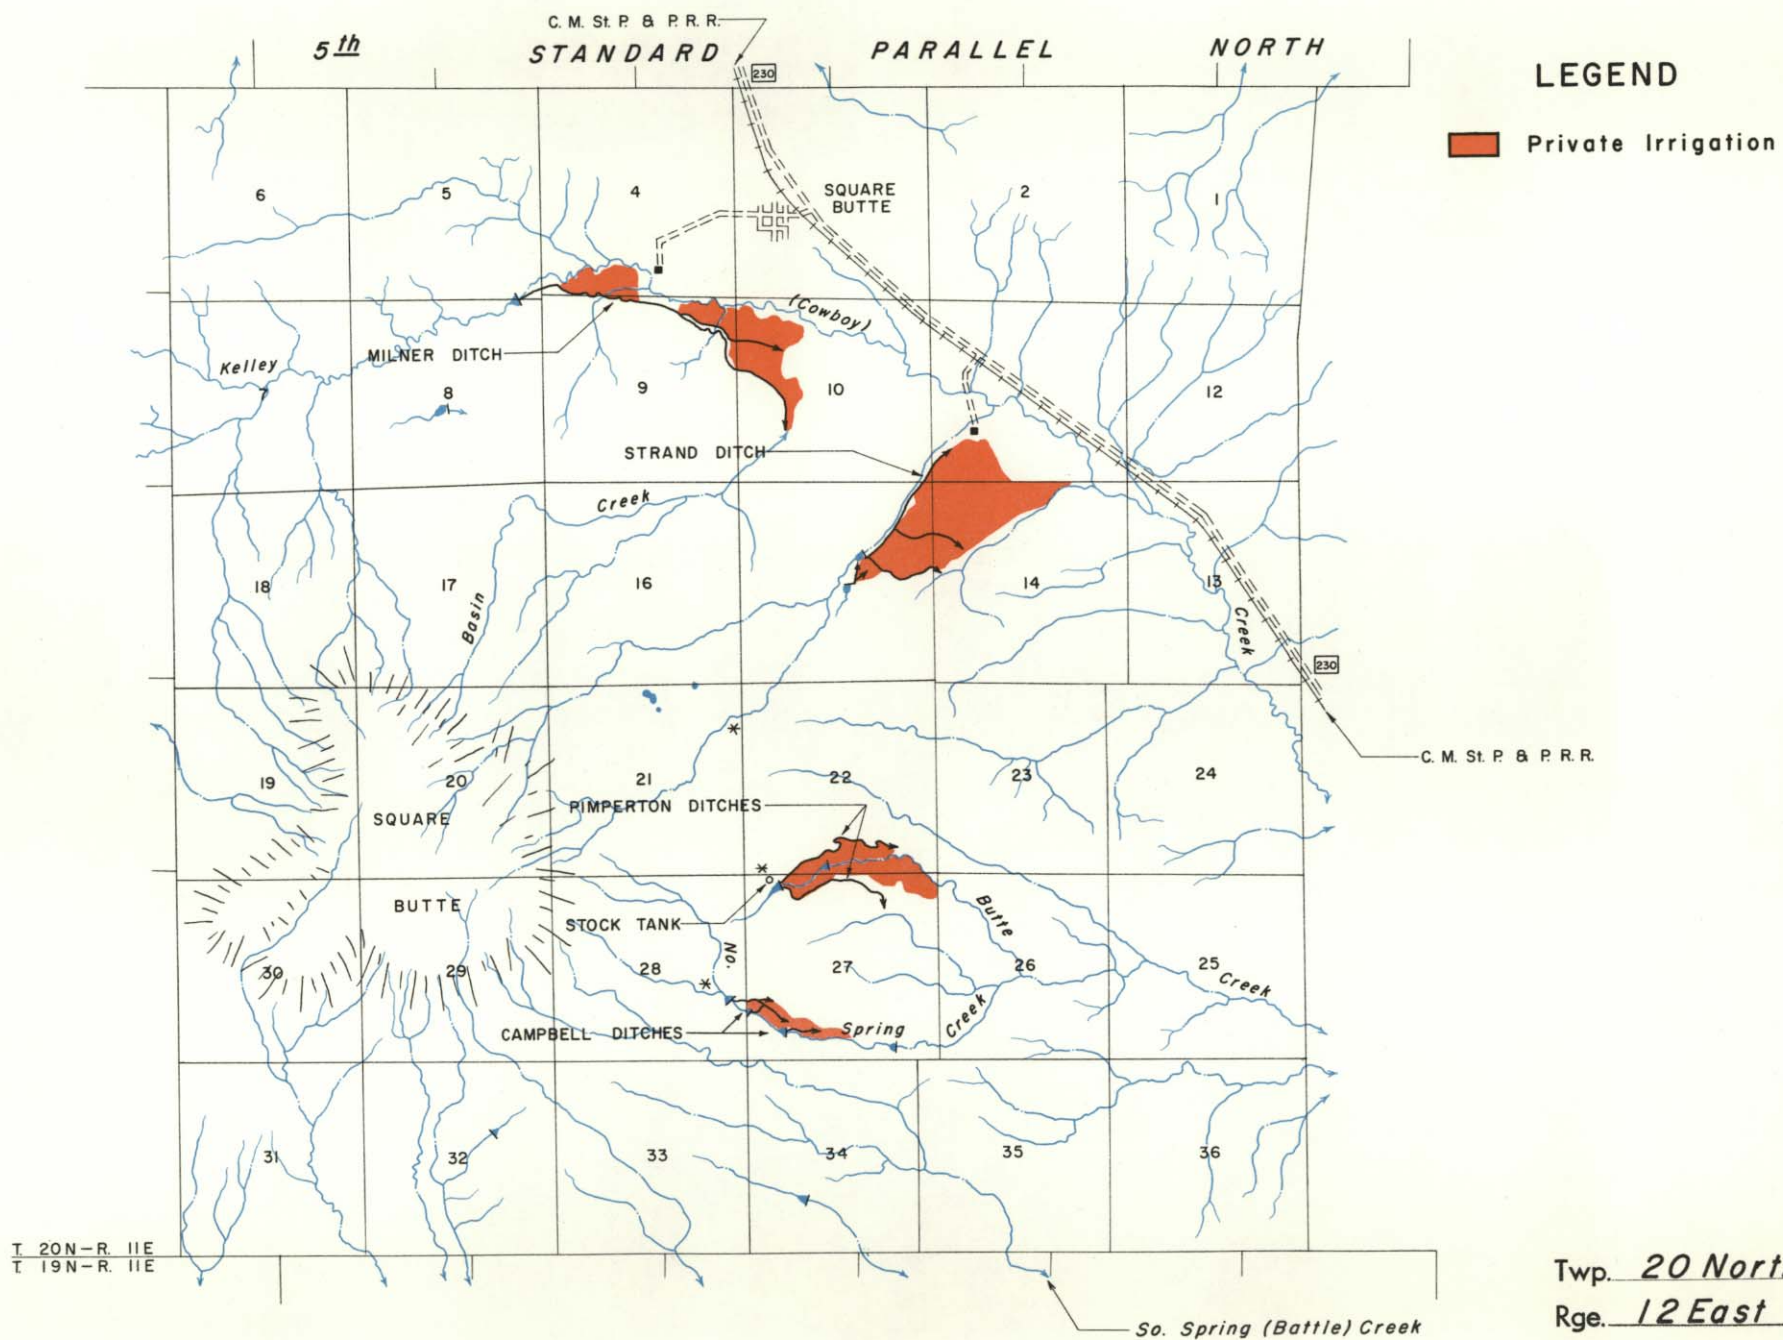 C. M. St. P. & P. R. R.
5th STANDARD PARALLEL NORTH
230
LEGEND
Private Irrigation
6 5 4 2 1
SQUARE
BUTTE
(Cowboy)
MILNER DITCH
Kelley
7 8 9 10 12
STRAND DITCH
Creek
18 17 16 14 13
Basin
Creek
230
C. M. St. P. & P. R. R.
19 20 21 22 23 24
PIMPERTON DITCHES
SQUARE
BUTTE
STOCK TANK
Butte
No.
30 29 28 27 26 25
Creek
CAMPBELL DITCHES
Spring
Creek
31 32 33 34 35 36
T. 20N-R. 11E
T. 19N-R. 11E
So. Spring (Battle) Creek
Twp. 20
Rge. 12 East